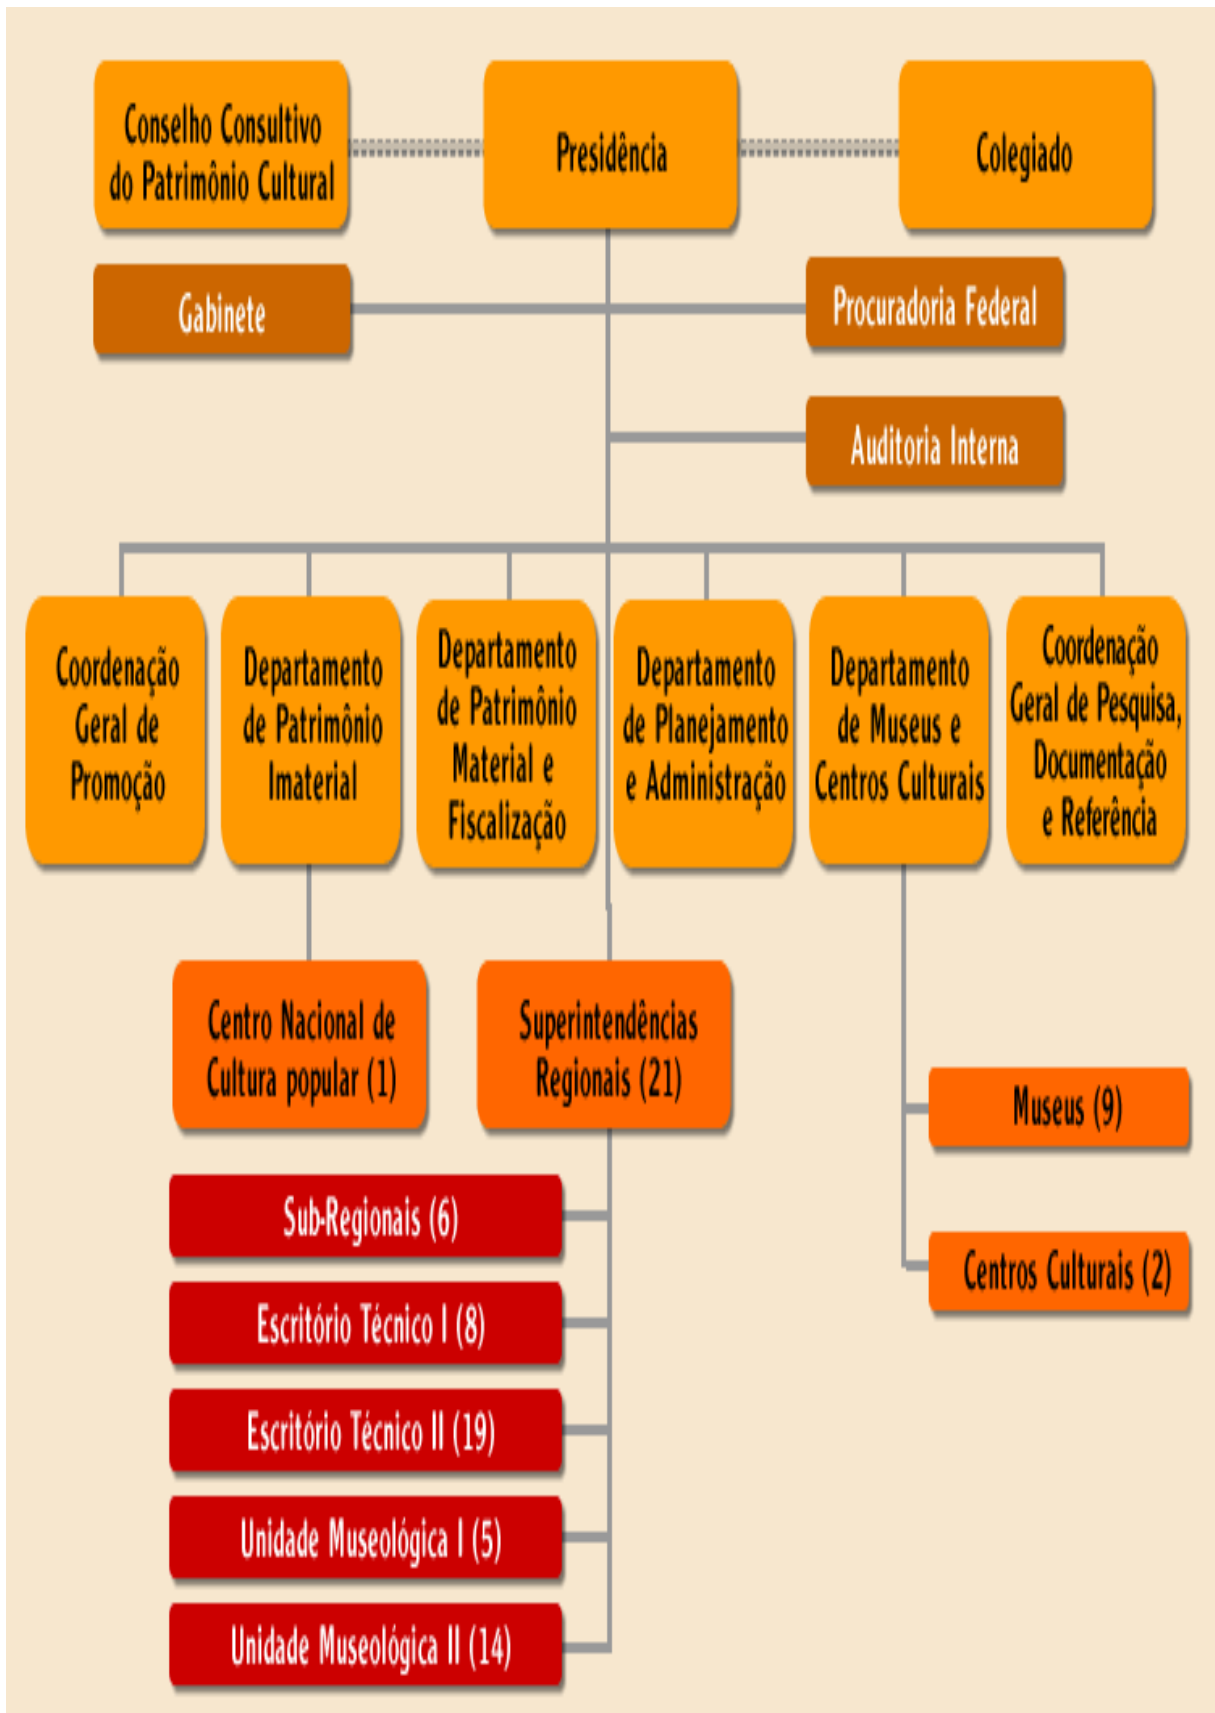 Conselho Consultivo
do Patrimônio Cultural
Presidência
Colegiado
Gabinete
Procuradoria Federal
Auditoria Interna
Coordenação
Geral de
Promoção
Departamento
de Patrimônio
Imaterial
Departamento
de Patrimônio
Material e
Fiscalização
Departamento
de Planejamento
e Administração
Departamento
de Museus e
Centros Culturais
Coordenação
Geral de Pesquisa,
Documentação
e Referência
Centro Nacional de
Cultura popular (1)
Superintendências
Regionais (21)
Museus (9)
Centros Culturais (2)
Sub-Regionais (6)
Escritório Técnico I (8)
Escritório Técnico II (19)
Unidade Museológica I (5)
Unidade Museológica II (14)